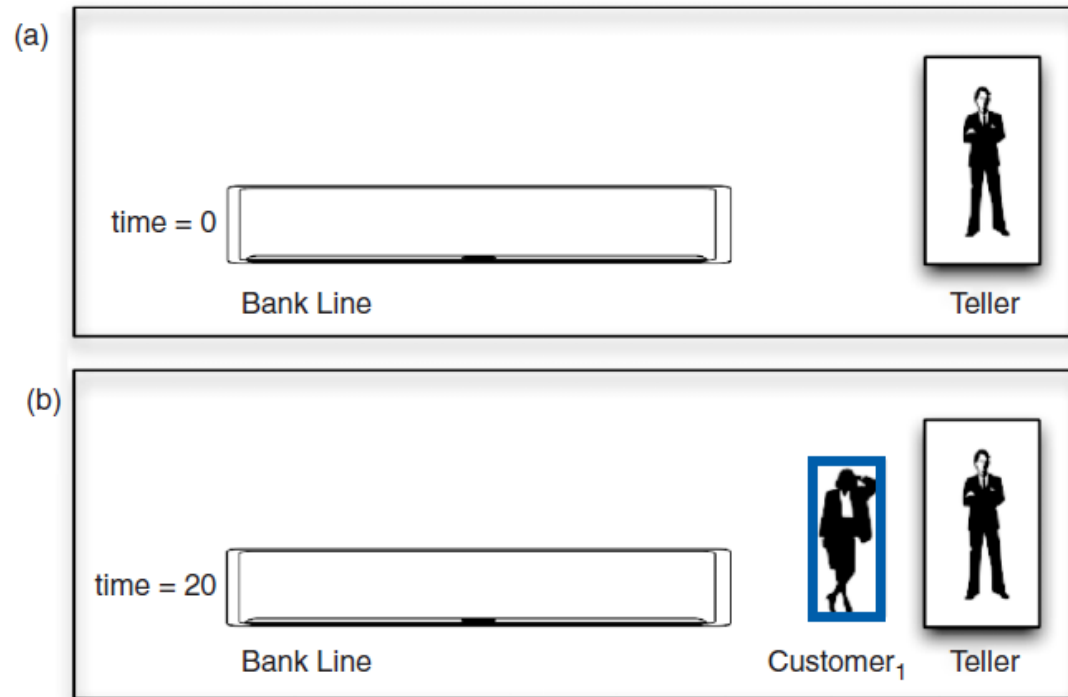 (a)
time = 0
Bank Line
Teller
(b)
time = 20
Bank Line
Customer₁
Teller